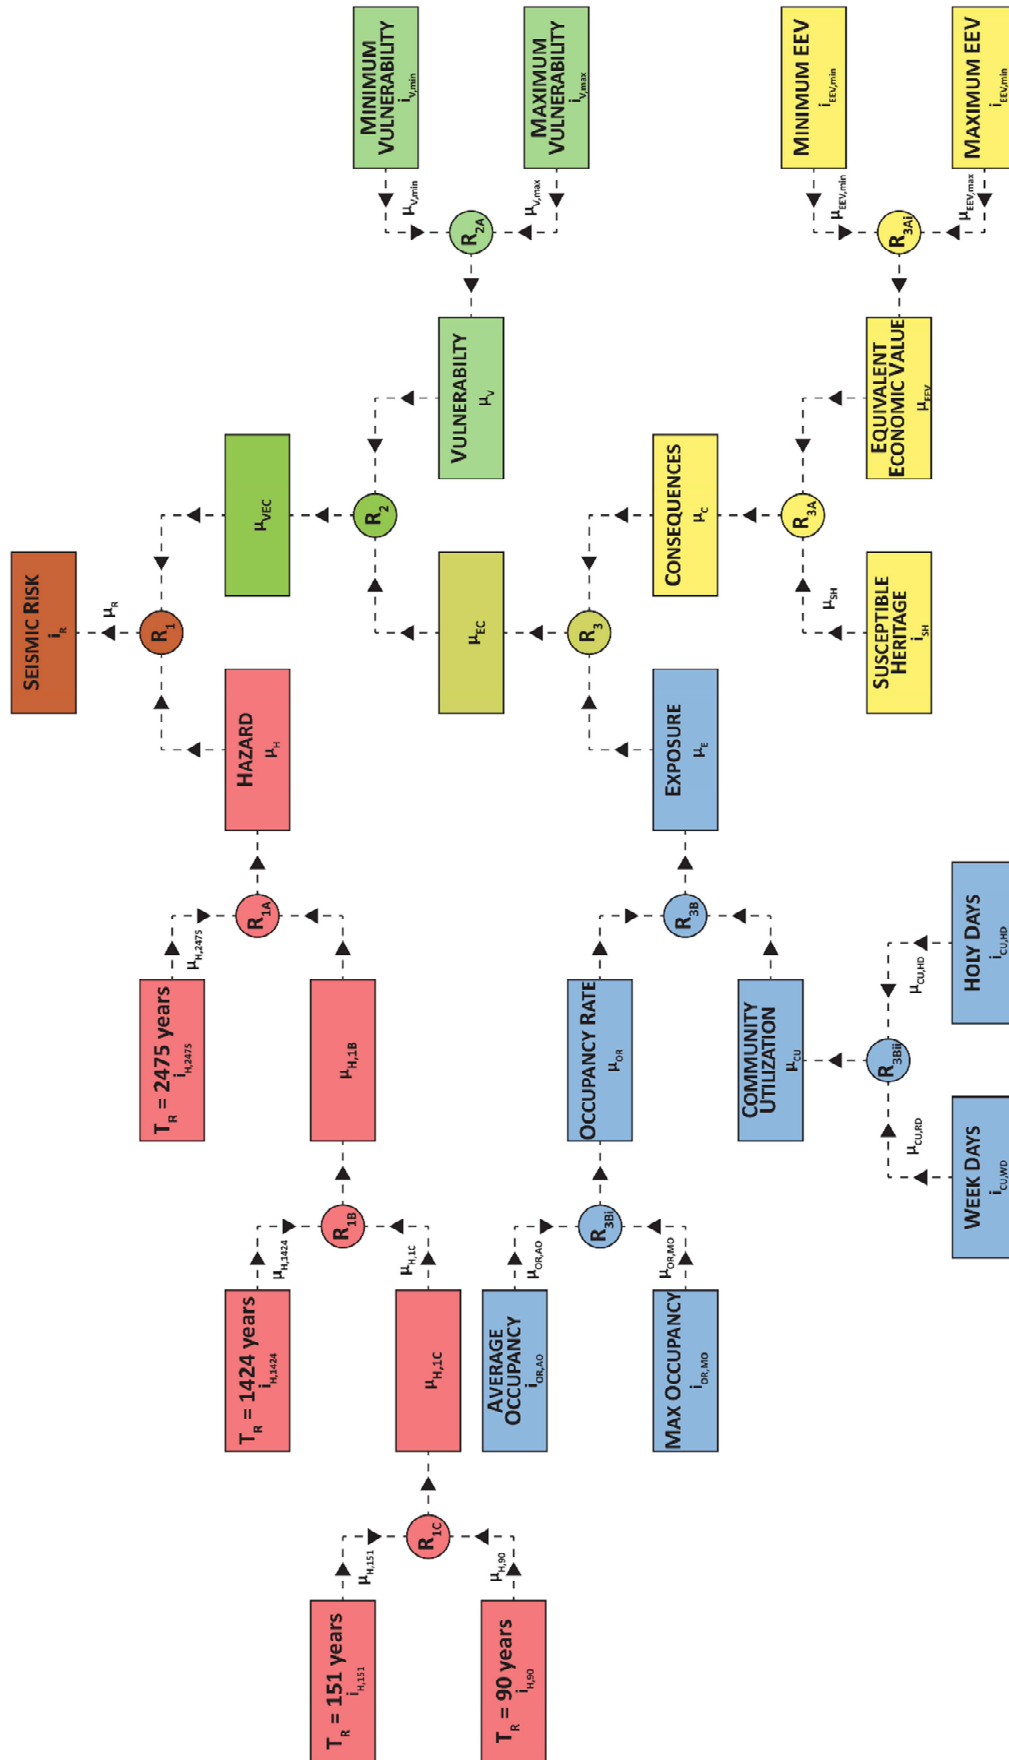 SEISMIC RISK
i_R
μ_R
R_1
T_R = 2475 years
i_H,2475
μ_H,2475
R_1A
HAZARD
μ_H
μ_VEC
T_R = 1424 years
i_H,1424
μ_H,1424
R_1B
μ_H,1B
T_R = 151 years
i_H,151
μ_H,151
R_1C
μ_H,1C
μ_H,1C
T_R = 90 years
i_H,90
μ_H,90
R_2
MINIMUM
VULNERABILITY
i_V,min
μ_V,min
R_2A
VULNERABILTY
μ_V
μ_V,max
MAXIMUM
VULNERABILITY
i_V,max
μ_EC
R_3
AVERAGE
OCCUPANCY
i_OR,AO
μ_OR,AO
R_3Bi
OCCUPANCY RATE
μ_OR
MAX OCCUPANCY
i_OR,MO
μ_OR,MO
R_3B
EXPOSURE
μ_E
CONSEQUENCES
μ_C
COMMUNITY
UTILIZATION
μ_CU
R_3A
MINIMUM EEV
i_EEV,min
μ_EEV,min
R_3Ai
μ_SH
SUSCEPTIBLE
HERITAGE
i_SH
EQUIVALENT
ECONOMIC VALUE
μ_EEV
R_3Bii
μ_CU,RD
μ_CU,HD
WEEK DAYS
i_CU,WD
HOLY DAYS
i_CU,HD
μ_EEV,max
MAXIMUM EEV
i_EEV,min